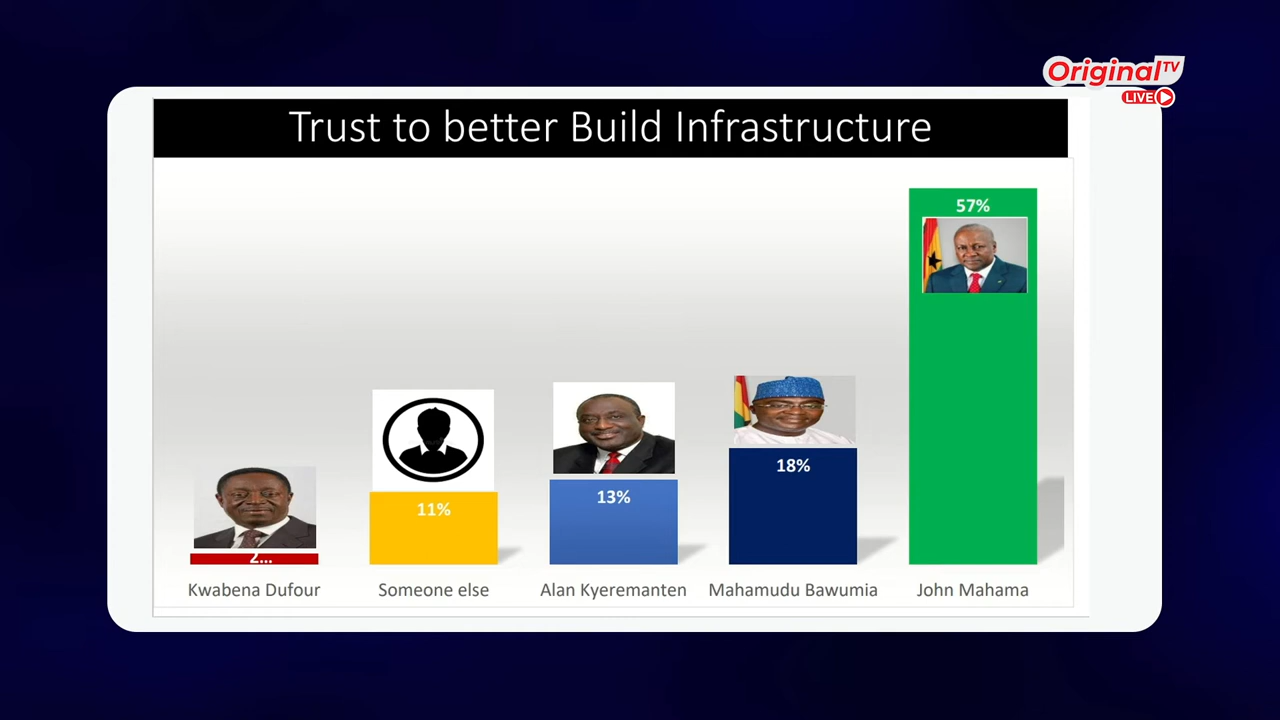 Original TV
LIVE
Trust to better Build Infrastructure
57%
18%
13%
11%
2...
Kwabena Dufour
Someone else
Alan Kyeremanten
Mahamudu Bawumia
John Mahama